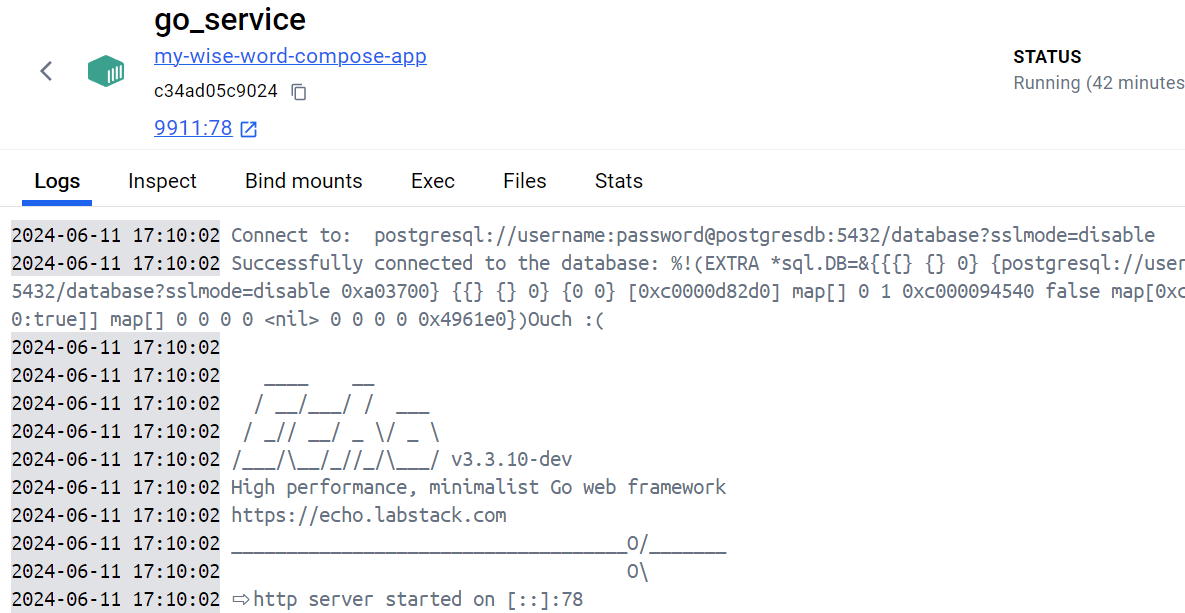 go_service
my-wise-word-compose-app
c34ad05c9024
9911:78
STATUS
Running (42 minutes
Logs Inspect Bind mounts Exec Files Stats
2024-06-11 17:10:02 Connect to:  postgresql://username:password@postgresdb:5432/database?sslmode=disable
2024-06-11 17:10:02 Successfully connected to the database: %!(EXTRA *sql.DB=&{{{} {} 0} {postgresql://user
5432/database?sslmode=disable 0xa03700} {{} {} 0} {0 0} [0xc0000d82d0] map[] 0 1 0xc000094540 false map[0xc
0:true]] map[] 0 0 0 0 <nil> 0 0 0 0 0x4961e0})Ouch :(
2024-06-11 17:10:02
2024-06-11 17:10:02    ____    __
2024-06-11 17:10:02   / __/___/ /  ___
2024-06-11 17:10:02  / _// __/ _ \/ _ \
2024-06-11 17:10:02 /___/\__/_//_/\___/ v3.3.10-dev
2024-06-11 17:10:02 High performance, minimalist Go web framework
2024-06-11 17:10:02 https://echo.labstack.com
2024-06-11 17:10:02 ____________________________________O/_______
2024-06-11 17:10:02                                     O\
2024-06-11 17:10:02 ⇨ http server started on [::]:78